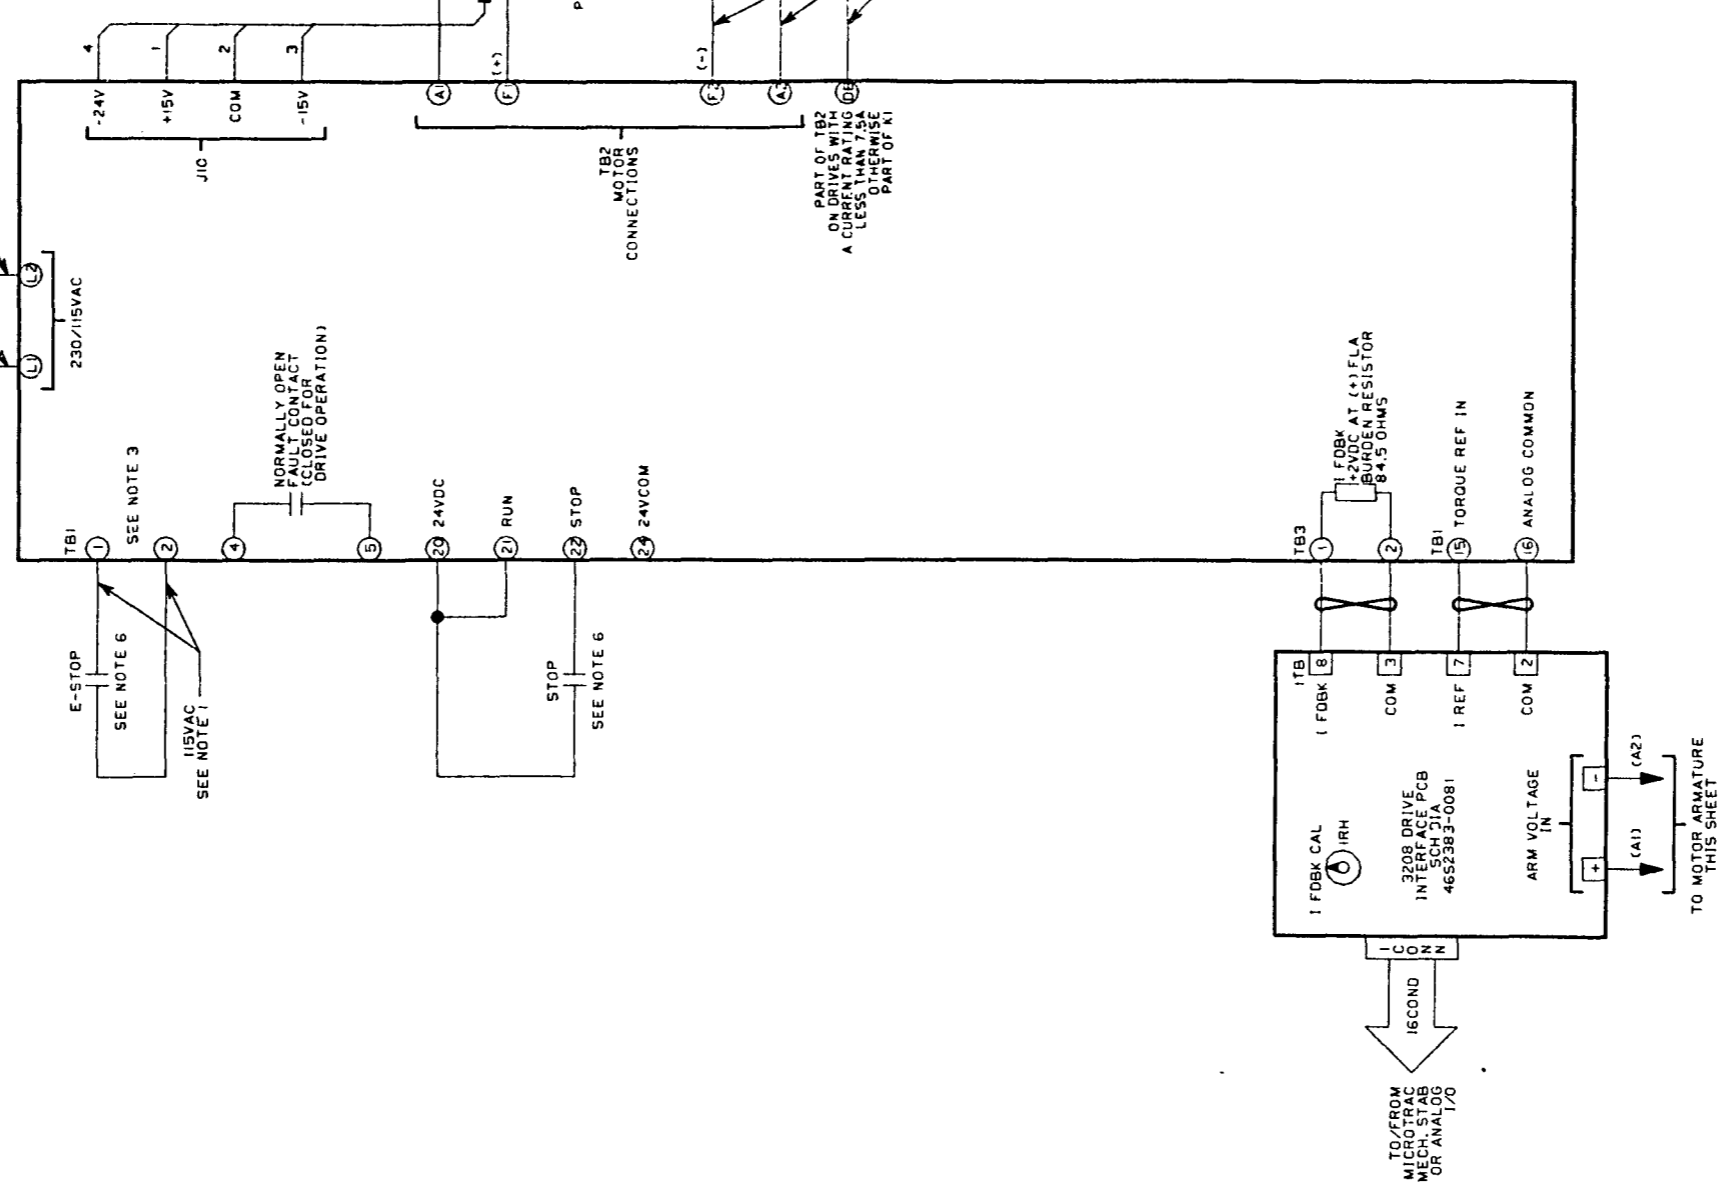 4
1
2
3
-24V
+15V
COM
-15V
J10
(+)
(-)
A1
F1
F2
A2
TB2
MOTOR
CONNECTIONS
PART OF TB2
ON DRIVES WITH
A CURRENT RATING
LESS THAN 7.5A
OTHERWISE
PART OF K1
P
L2
L1
230/115VAC
TB1
1
SEE NOTE 3
2
4
5
NORMALLY OPEN
FAULT CONTACT
(CLOSED FOR
DRIVE OPERATION)
20 24VDC
21 RUN
22 STOP
24 24VCOM
E-STOP
SEE NOTE 6
115VAC
SEE NOTE 1
STOP
SEE NOTE 6
TB3
1
2
I FDBK
+2VDC AT (+) FLA
BURDEN RESISTOR
84.5 OHMS
TB1
15 TORQUE REF IN
16 ANALOG COMMON
1TB
8
3
7
2
I FDBK
COM
I REF
COM
I FDBK CAL
1RH
3208 DRIVE
INTERFACE PCB
SCH DIA
46S2383-0081
ARM VOLTAGE
IN
+
-
(A1)
(A2)
TO MOTOR ARMATURE
THIS SHEET
1CONN
16COND
TO/FROM
MICROTRAC
MECH. STAB
OR ANALOG
I/O